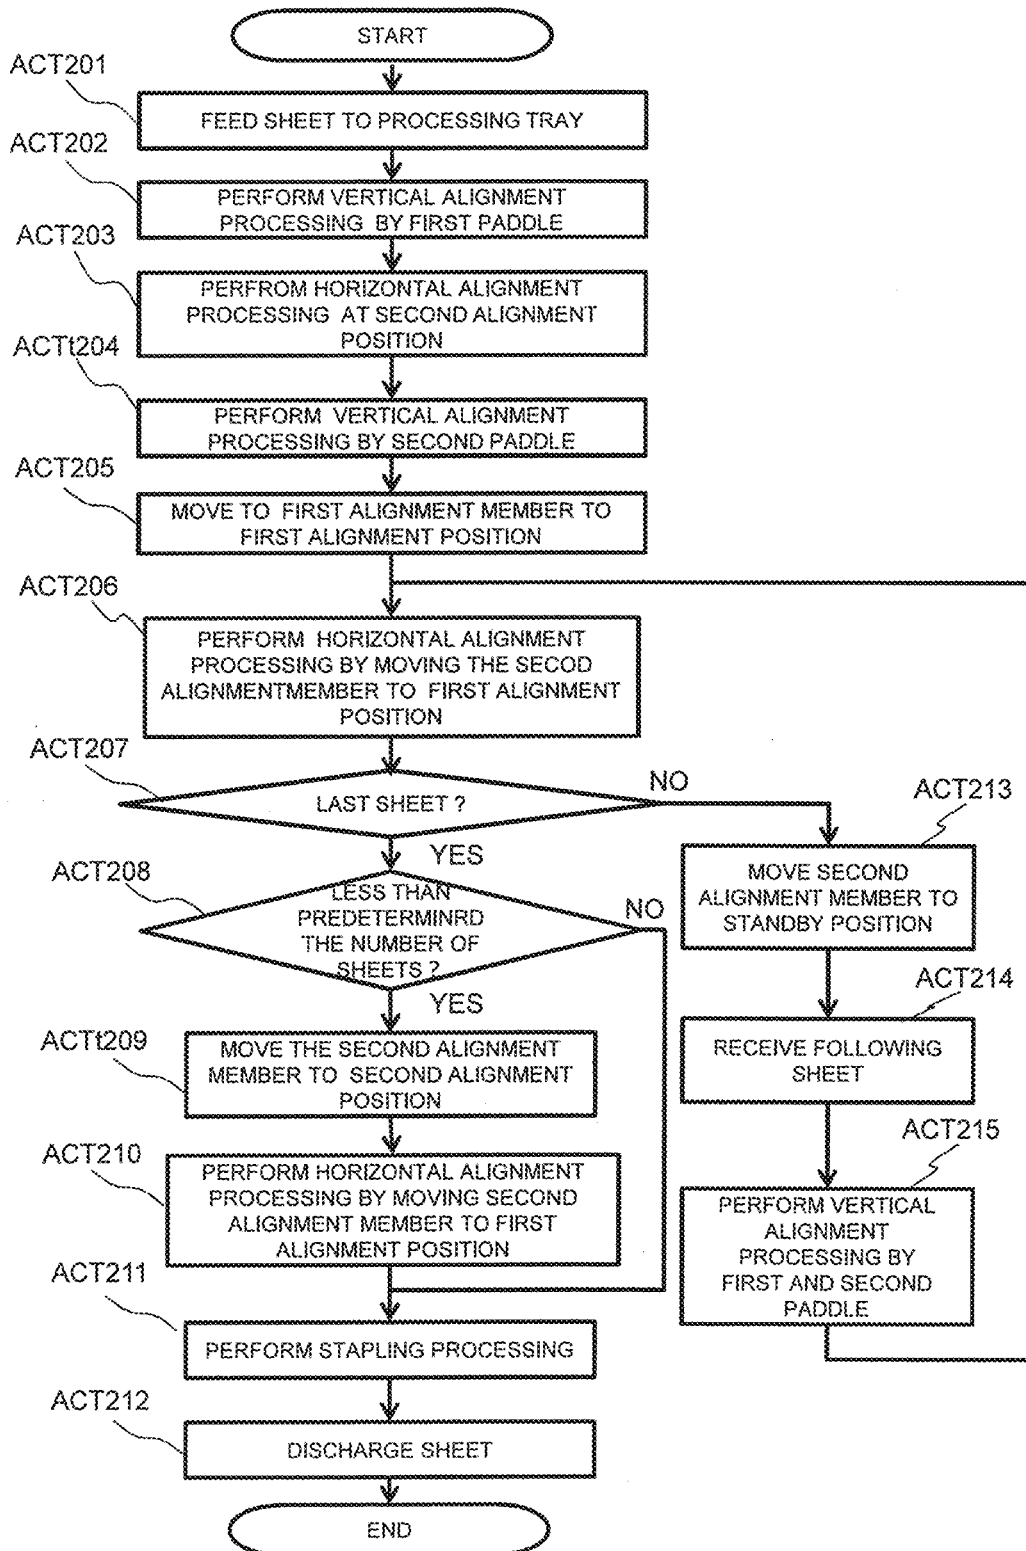 START
ACT201
FEED SHEET TO PROCESSING TRAY
ACT202
PERFORM VERTICAL ALIGNMENT
PROCESSING BY FIRST PADDLE
ACT203
PERFROM HORIZONTAL ALIGNMENT
PROCESSING AT SECOND ALIGNMENT
POSITION
ACTt204
PERFORM VERTICAL ALIGNMENT
PROCESSING BY SECOND PADDLE
ACT205
MOVE TO FIRST ALIGNMENT MEMBER TO
FIRST ALIGNMENT POSITION
ACT206
PERFORM HORIZONTAL ALIGNMENT
PROCESSING BY MOVING THE SECOD
ALIGNMENTMEMBER TO FIRST ALIGNMENT
POSITION
ACT207
LAST SHEET ?
NO
YES
ACT208
LESS THAN
PREDETERMINRD
THE NUMBER OF
SHEETS ?
NO
YES
ACTt209
MOVE THE SECOND ALIGNMENT
MEMBER TO SECOND ALIGNMENT
POSITION
ACT210
PERFORM HORIZONTAL ALIGNMENT
PROCESSING BY MOVING SECOND
ALIGNMENT MEMBER TO FIRST
ALIGNMENT POSITION
ACT211
PERFORM STAPLING PROCESSING
ACT212
DISCHARGE SHEET
END
ACT213
MOVE SECOND
ALIGNMENT MEMBER TO
STANDBY POSITION
ACT214
RECEIVE FOLLOWING
SHEET
ACT215
PERFORM VERTICAL
ALIGNMENT
PROCESSING BY
FIRST AND SECOND
PADDLE